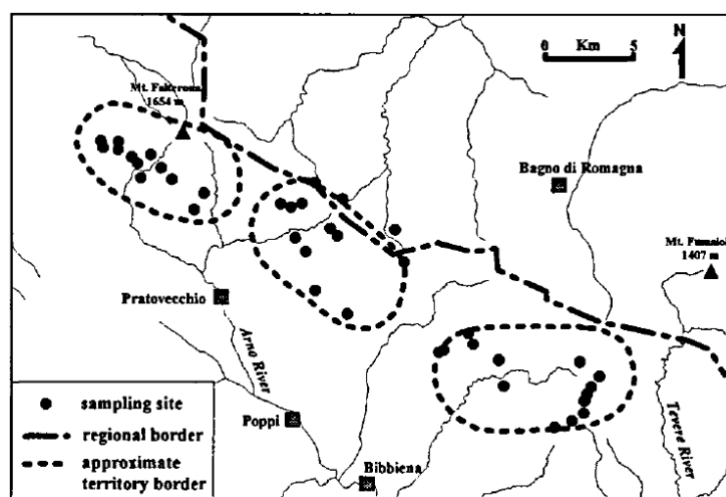 0 Km 5
N
Mt. Falterona
1654 m
Bagno di Romagna
Mt. Fumaiol
1407 m
Pratovecchio
Arno River
Poppi
Bibbiena
Tevere River
sampling site
regional border
approximate
territory border